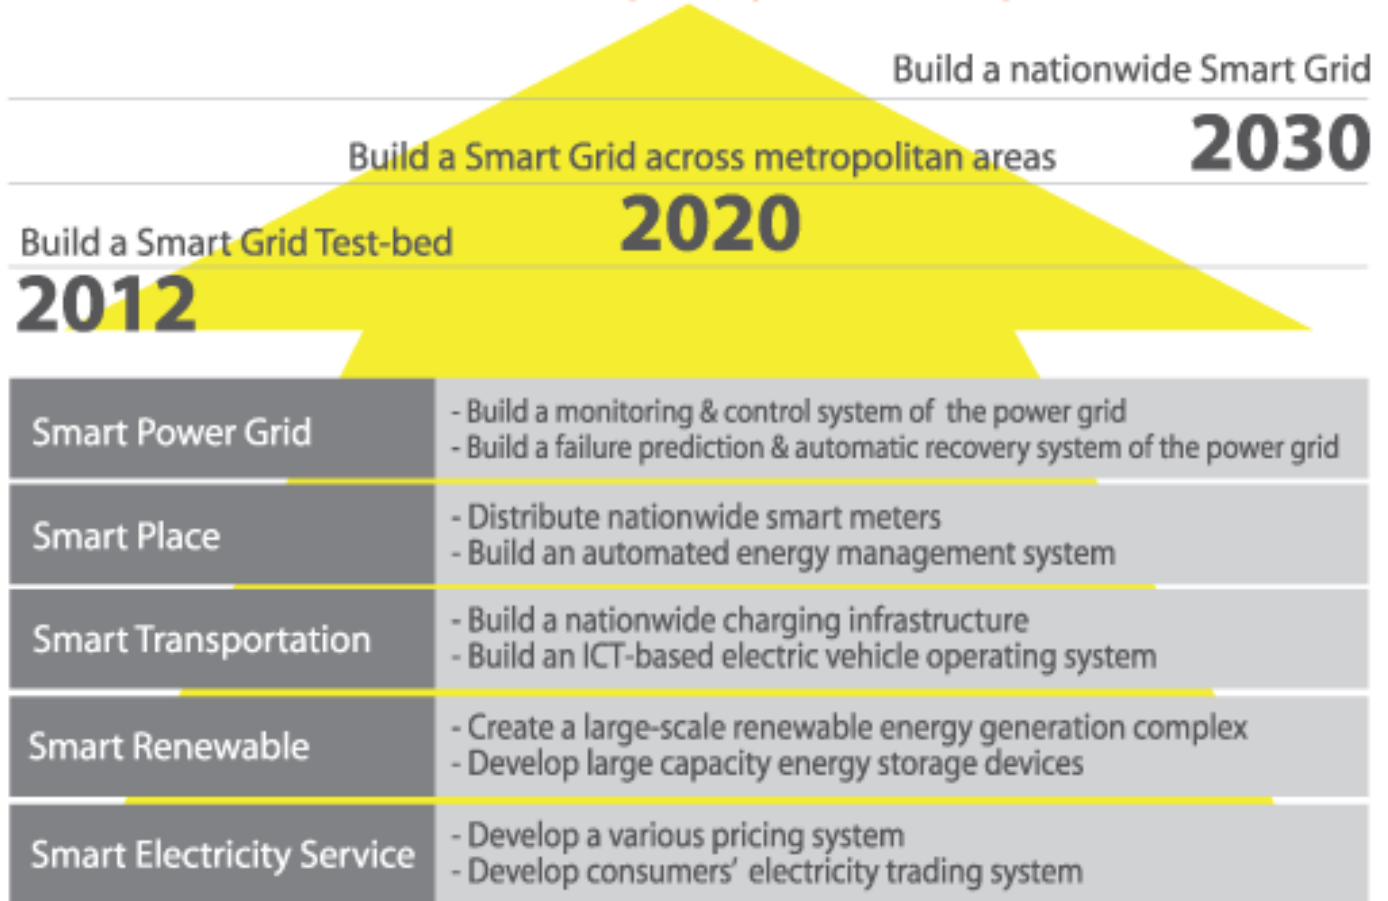 Build a nationwide Smart Grid
2030
Build a Smart Grid across metropolitan areas
2020
Build a Smart Grid Test-bed
2012
Smart Power Grid
- Build a monitoring & control system of the power grid
- Build a failure prediction & automatic recovery system of the power grid
Smart Place
- Distribute nationwide smart meters
- Build an automated energy management system
Smart Transportation
- Build a nationwide charging infrastructure
- Build an ICT-based electric vehicle operating system
Smart Renewable
- Create a large-scale renewable energy generation complex
- Develop large capacity energy storage devices
Smart Electricity Service
- Develop a various pricing system
- Develop consumers' electricity trading system